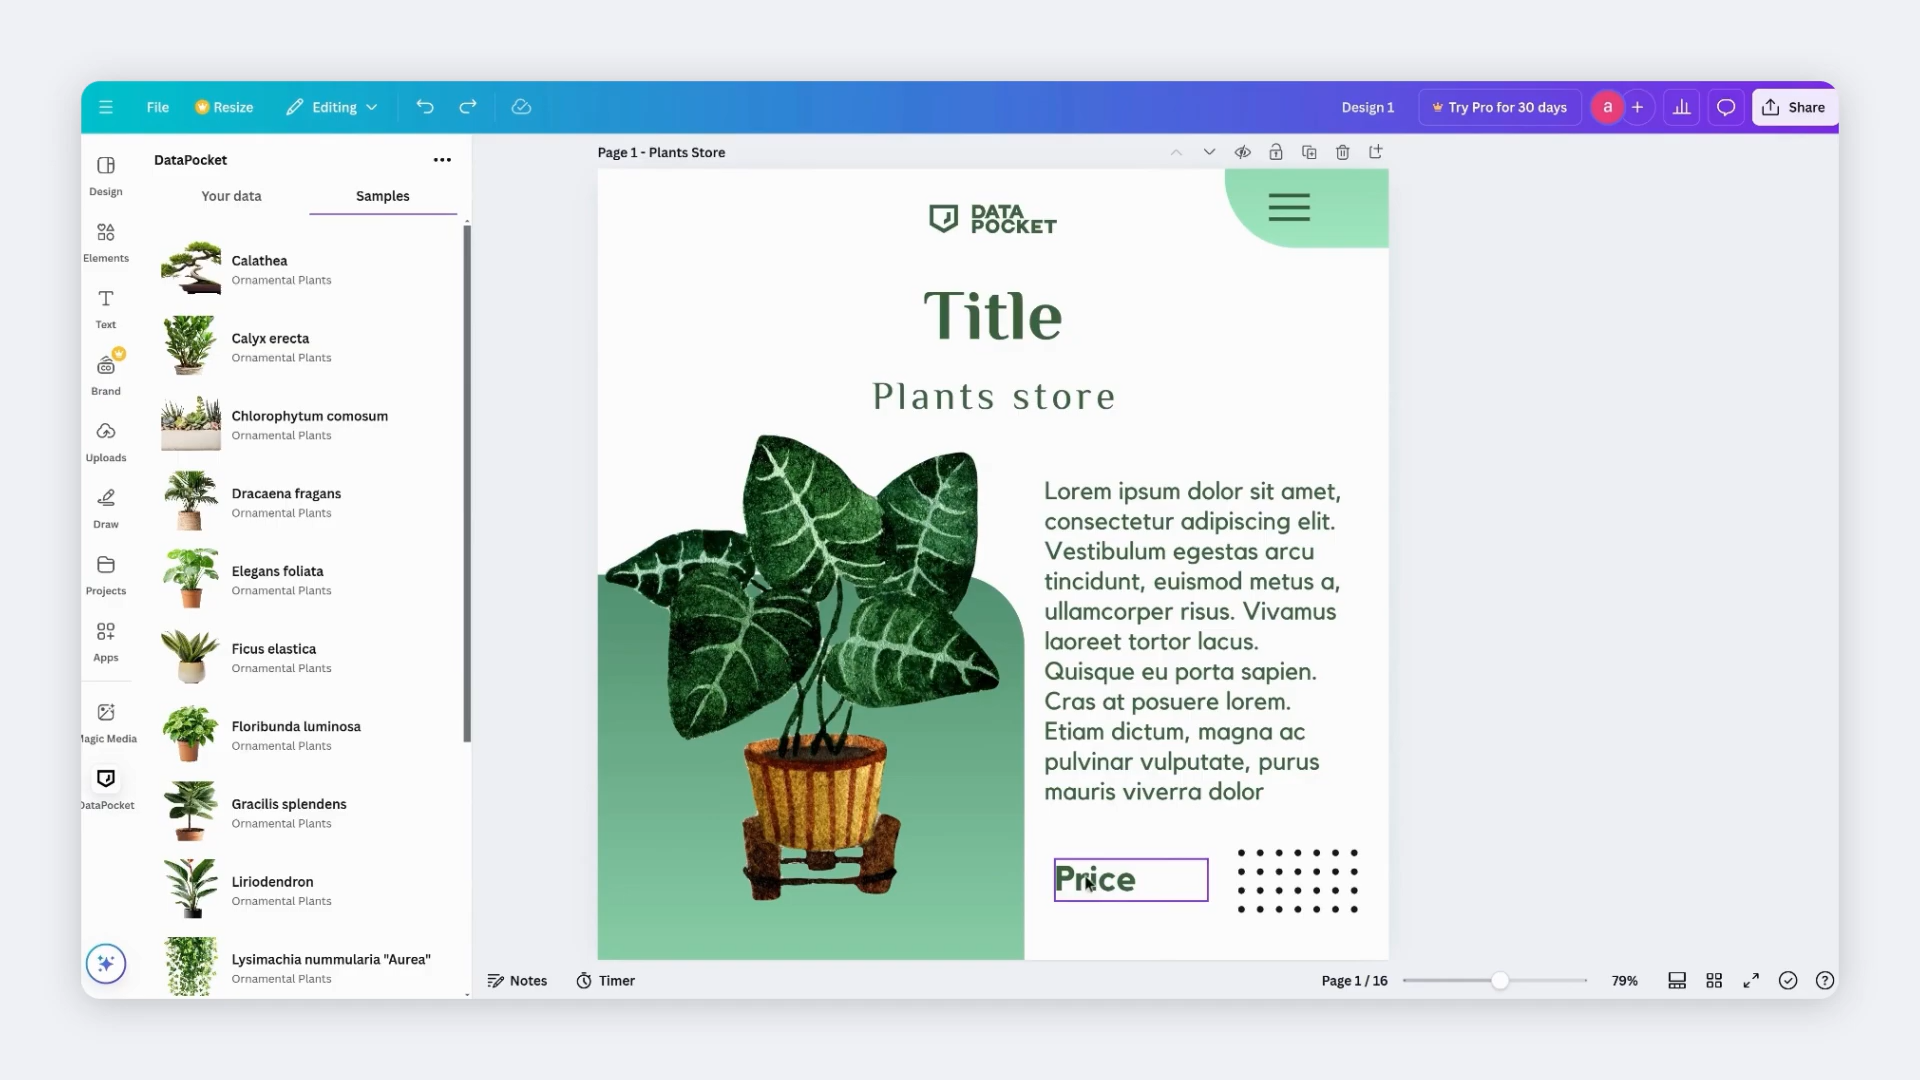 File
Resize
Editing
Design 1
Try Pro for 30 days
a
Share
Design
Elements
Text
Brand
Uploads
Draw
Projects
Apps
Magic Media
DataPocket
DataPocket
Your data
Samples
Calathea
Ornamental Plants
Calyx erecta
Ornamental Plants
Chlorophytum comosum
Ornamental Plants
Dracaena fragans
Ornamental Plants
Elegans foliata
Ornamental Plants
Ficus elastica
Ornamental Plants
Floribunda luminosa
Ornamental Plants
Gracilis splendens
Ornamental Plants
Liriodendron
Ornamental Plants
Lysimachia nummularia "Aurea"
Ornamental Plants
Page 1 - Plants Store
DATA
POCKET
Title
Plants store
Lorem ipsum dolor sit amet,
consectetur adipiscing elit.
Vestibulum egestas arcu
tincidunt, euismod metus a,
ullamcorper risus. Vivamus
laoreet tortor lacus.
Quisque eu porta sapien.
Cras at posuere lorem.
Etiam dictum, magna ac
pulvinar vulputate, purus
mauris viverra dolor
Price
Notes
Timer
Page 1 / 16
79%